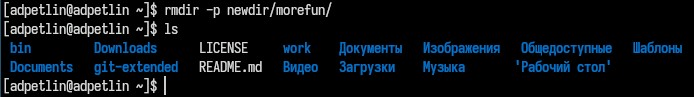 [adpetlin@adpetlin ~]$ rmdir -p newdir/morefun/
[adpetlin@adpetlin ~]$ ls
bin Downloads LICENSE work Документы Изображения Общедоступные Шаблоны
Documents git-extended README.md Видео Загрузки Музыка 'Рабочий стол'
[adpetlin@adpetlin ~]$